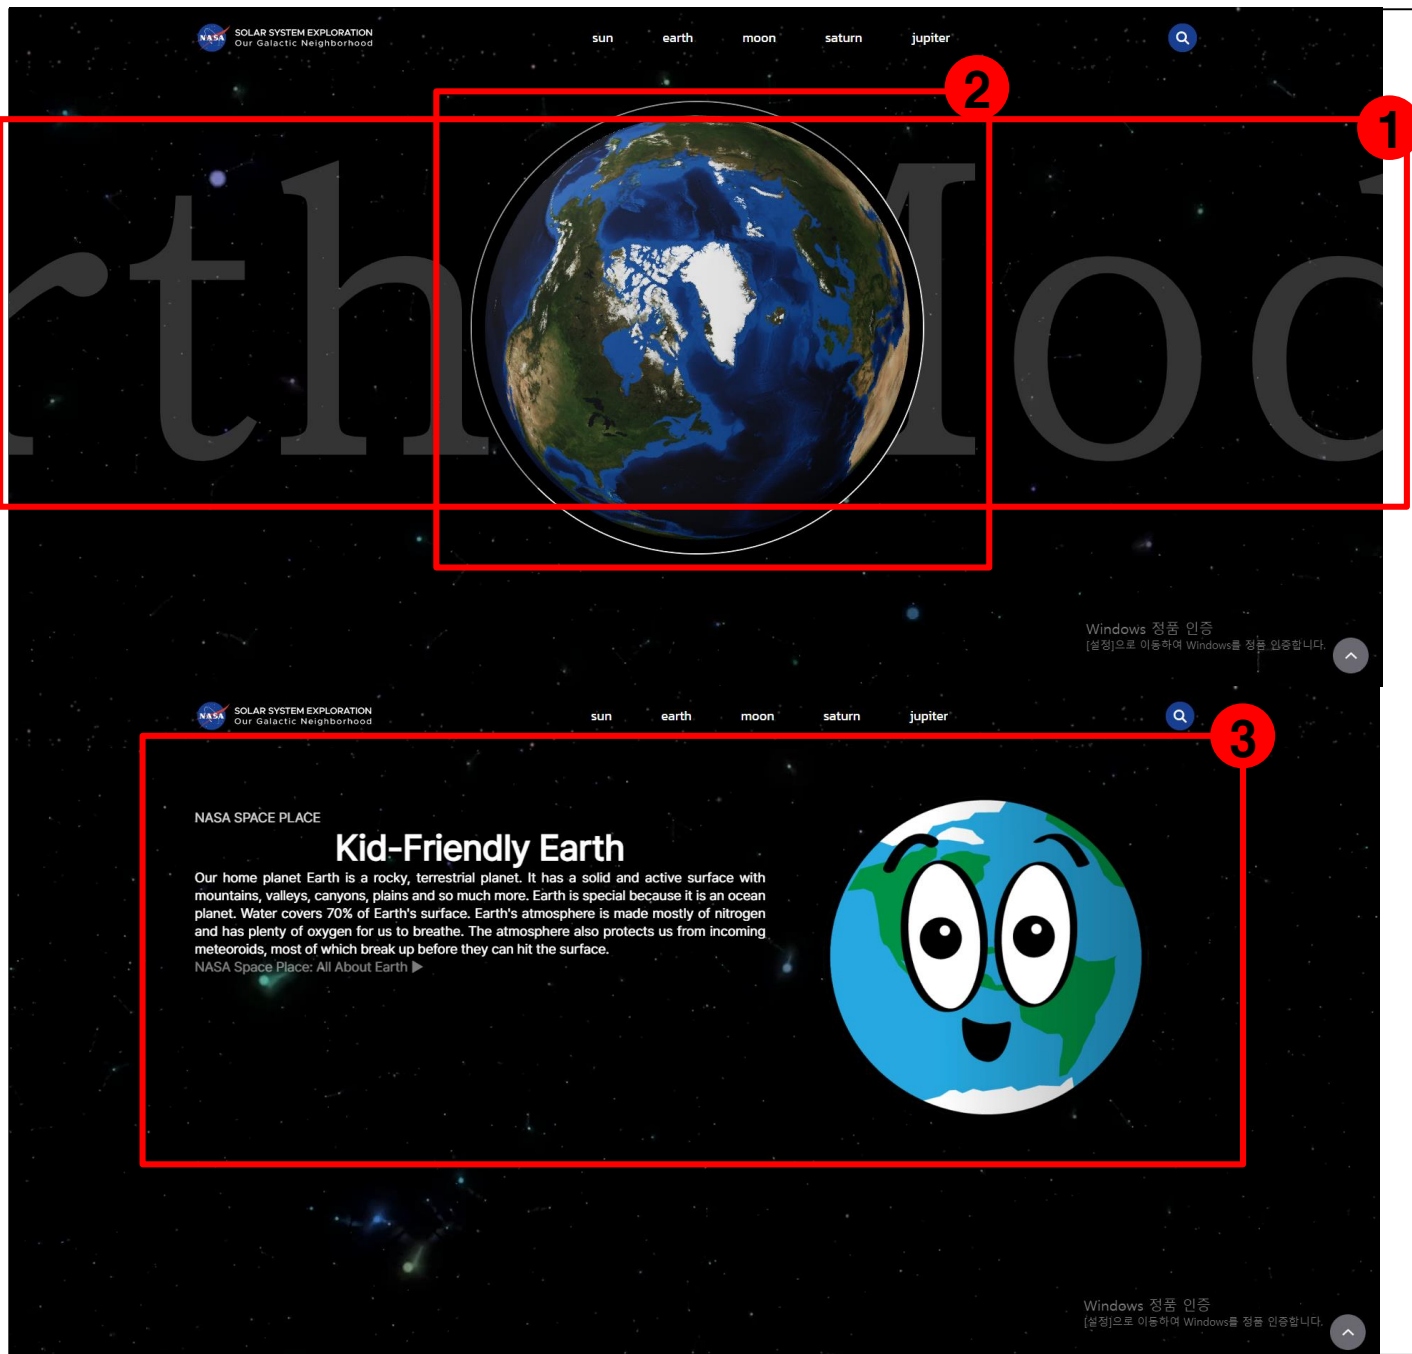 NASA SOLAR SYSTEM EXPLORATION
Our Galactic Neighborhood
sun earth moon saturn jupiter
2
1
rth Moo
Windows 정품 인증
[설정]으로 이동하여 Windows를 정품 인증합니다.
NASA SOLAR SYSTEM EXPLORATION
Our Galactic Neighborhood
sun earth moon saturn jupiter
3
NASA SPACE PLACE
Kid-Friendly Earth
Our home planet Earth is a rocky, terrestrial planet. It has a solid and active surface with
mountains, valleys, canyons, plains and so much more. Earth is special because it is an ocean
planet. Water covers 70% of Earth's surface. Earth's atmosphere is made mostly of nitrogen
and has plenty of oxygen for us to breathe. The atmosphere also protects us from incoming
meteoroids, most of which break up before they can hit the surface.
NASA Space Place: All About Earth ▶
Windows 정품 인증
[설정]으로 이동하여 Windows를 정품 인증합니다.